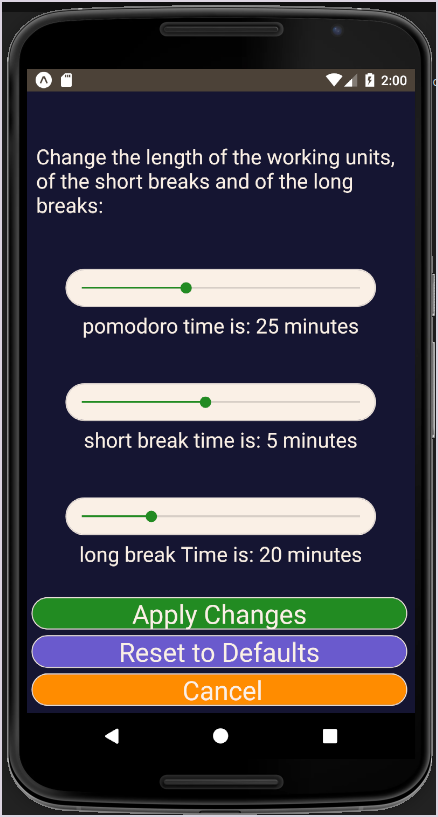 2:00
Change the length of the working units,
of the short breaks and of the long
breaks:
pomodoro time is: 25 minutes
short break time is: 5 minutes
long break Time is: 20 minutes
Apply Changes
Reset to Defaults
Cancel